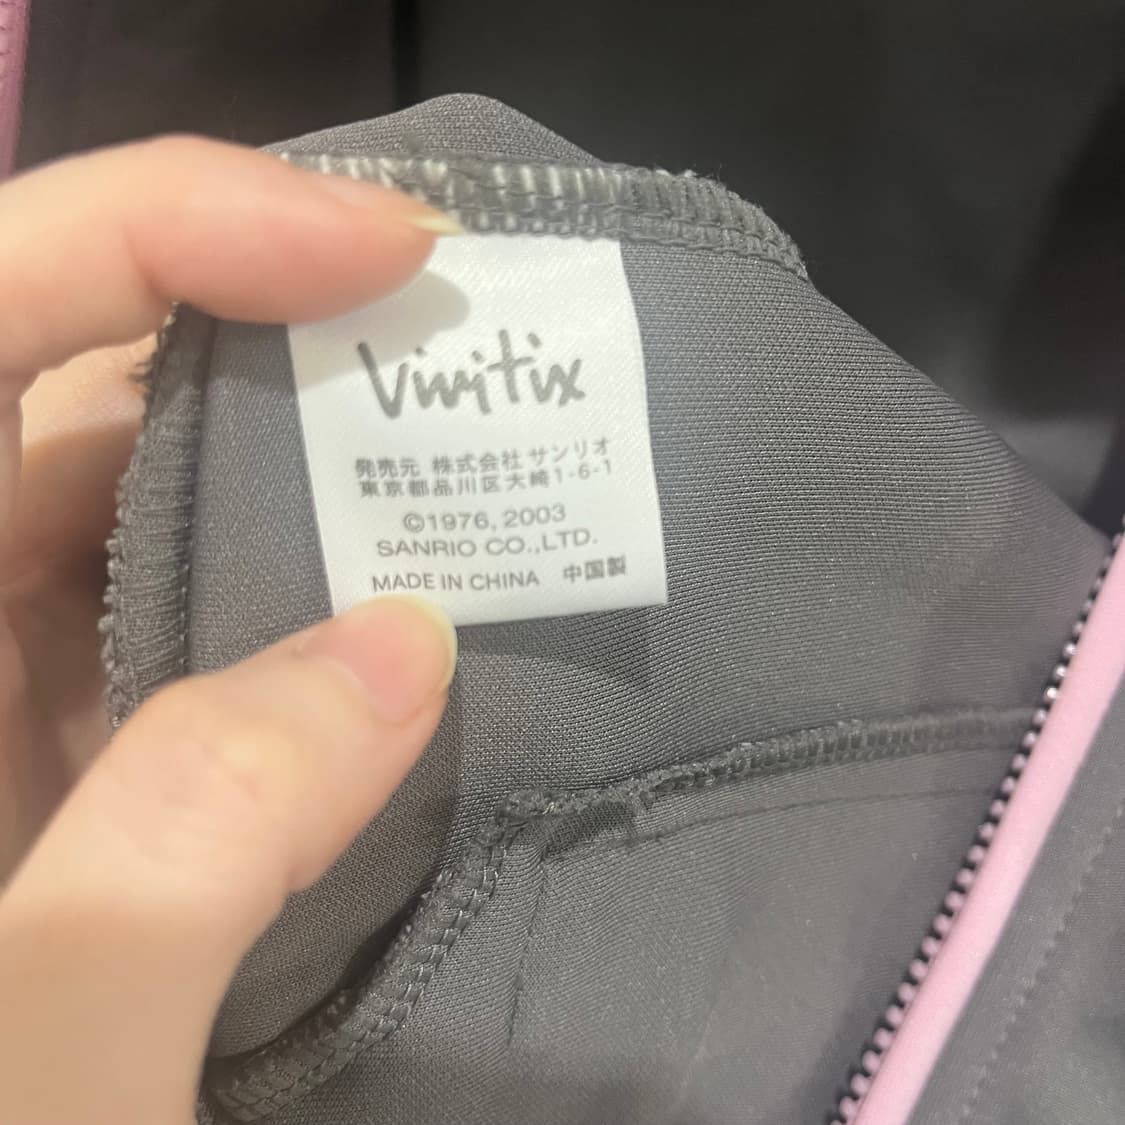 Vivitix
発売元 株式会社サンリオ
東京都品川区大崎1-6-1
©1976, 2003
SANRIO CO.,LTD.
MADE IN CHINA 中国製